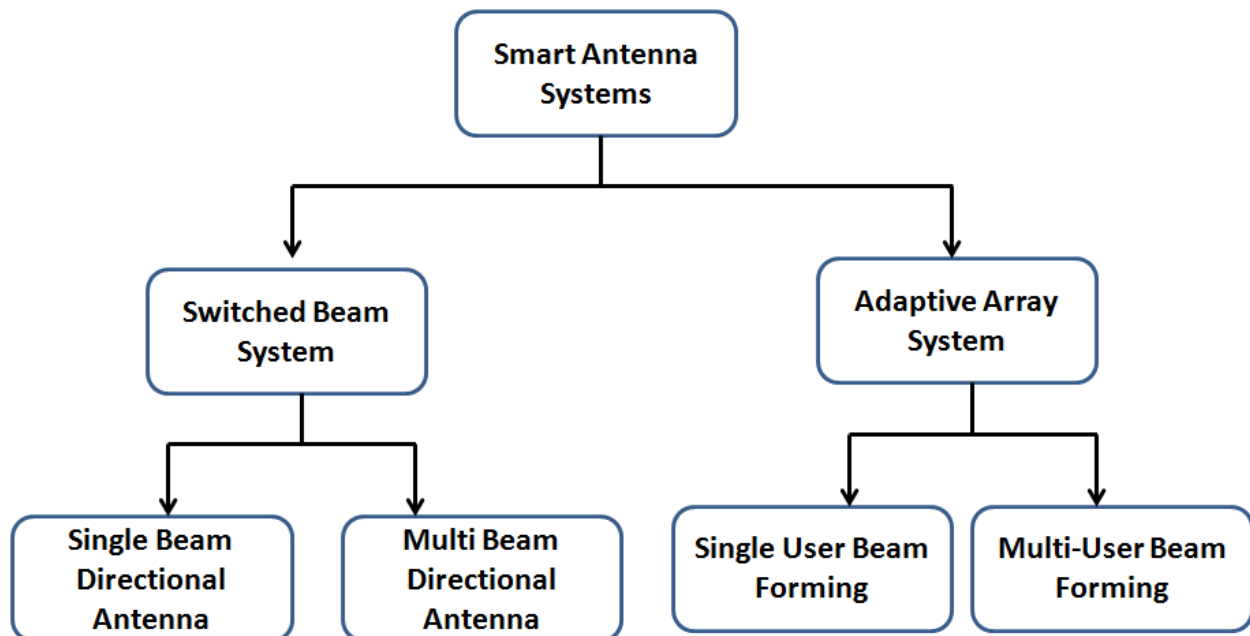 Smart Antenna
Systems
Switched Beam
System
Adaptive Array
System
Single Beam
Directional
Antenna
Multi Beam
Directional
Antenna
Single User Beam
Forming
Multi-User Beam
Forming